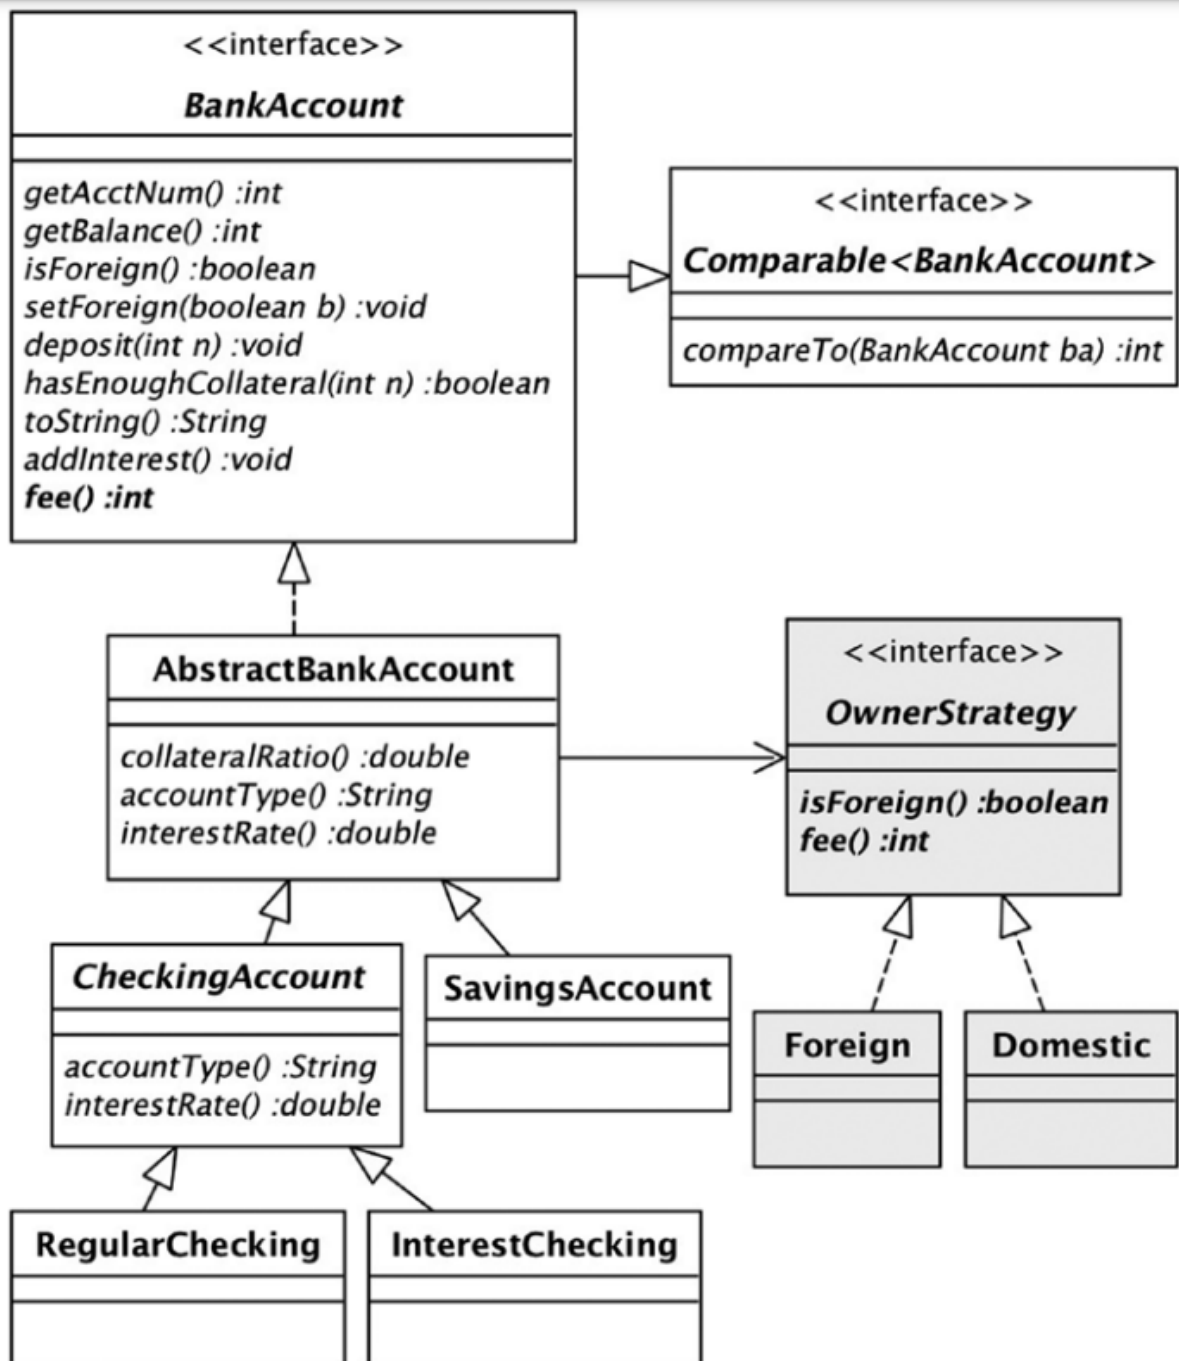 <<interface>>
BankAccount
getAcctNum() :int
getBalance() :int
isForeign() :boolean
setForeign(boolean b) :void
deposit(int n) :void
hasEnoughCollateral(int n) :boolean
toString() :String
addInterest() :void
fee() :int
<<interface>>
Comparable<BankAccount>
compareTo(BankAccount ba) :int
AbstractBankAccount
collateralRatio() :double
accountType() :String
interestRate() :double
<<interface>>
OwnerStrategy
isForeign() :boolean
fee() :int
CheckingAccount
accountType() :String
interestRate() :double
SavingsAccount
Foreign
Domestic
RegularChecking
InterestChecking